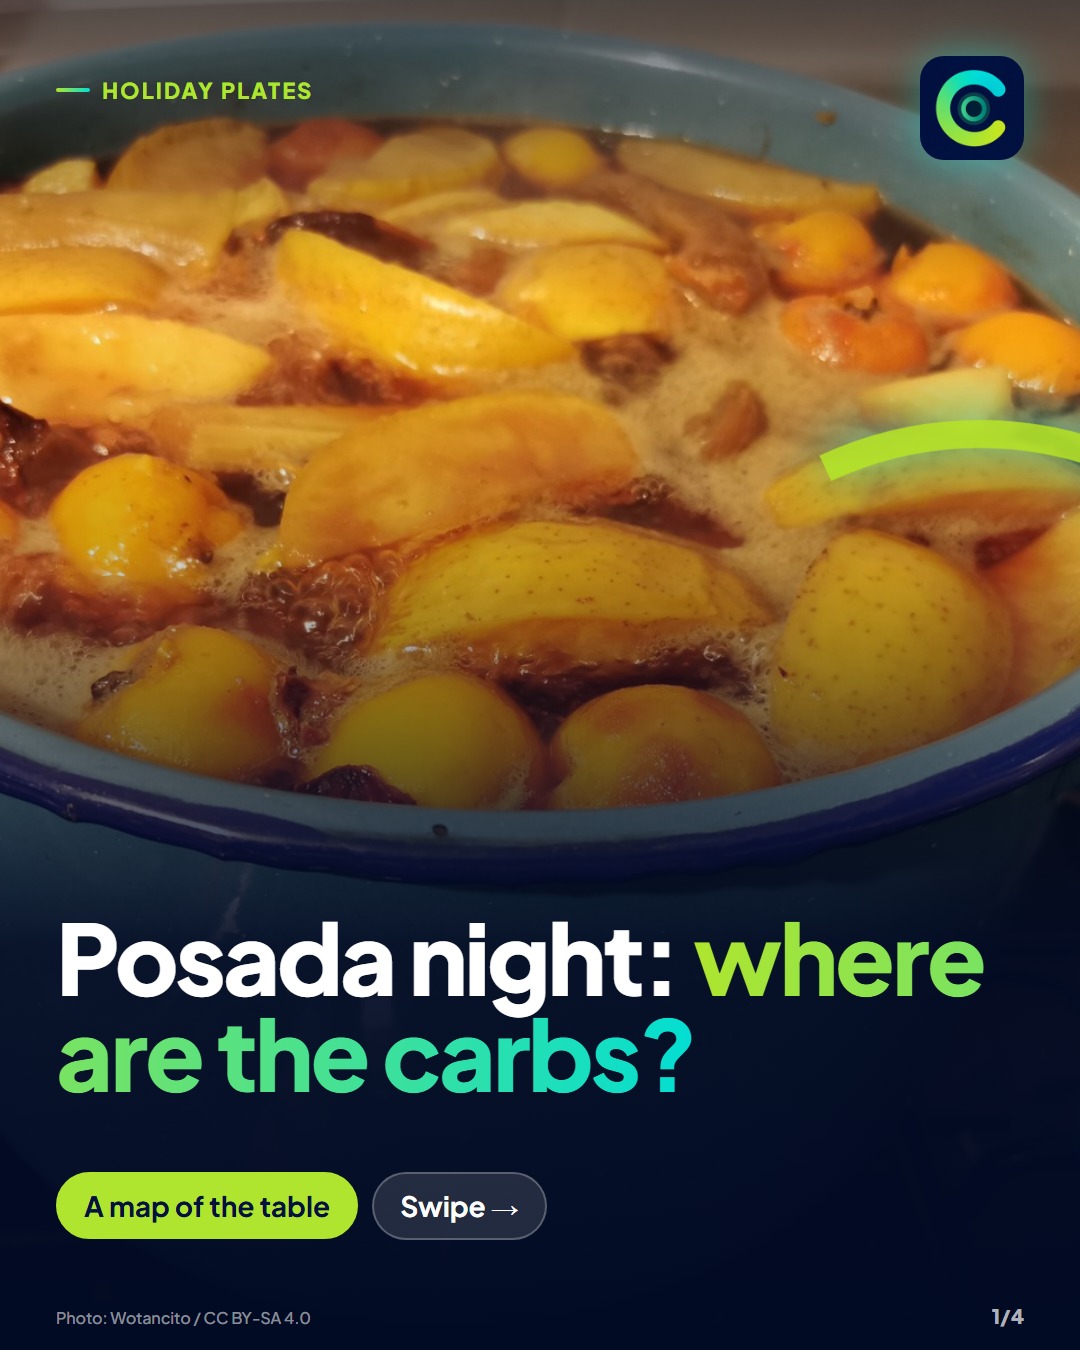 HOLIDAY PLATES
Posada night: where
are the carbs?
A map of the table
Swipe →
Photo: Wotancito / CC BY-SA 4.0
1/4